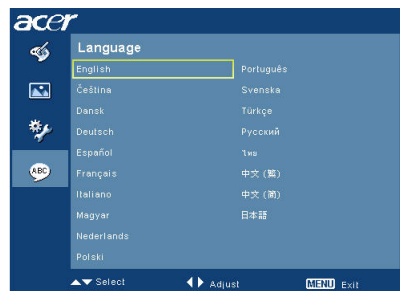 acer
Language
English
Čeština
Dansk
Deutsch
Español
Français
Italiano
Magyar
Nederlands
Polski
Português
Svenska
Türkçe
Русский
ไทย
中文 (繁)
中文 (简)
日本語
ABC
Select
Adjust
MENU Exit